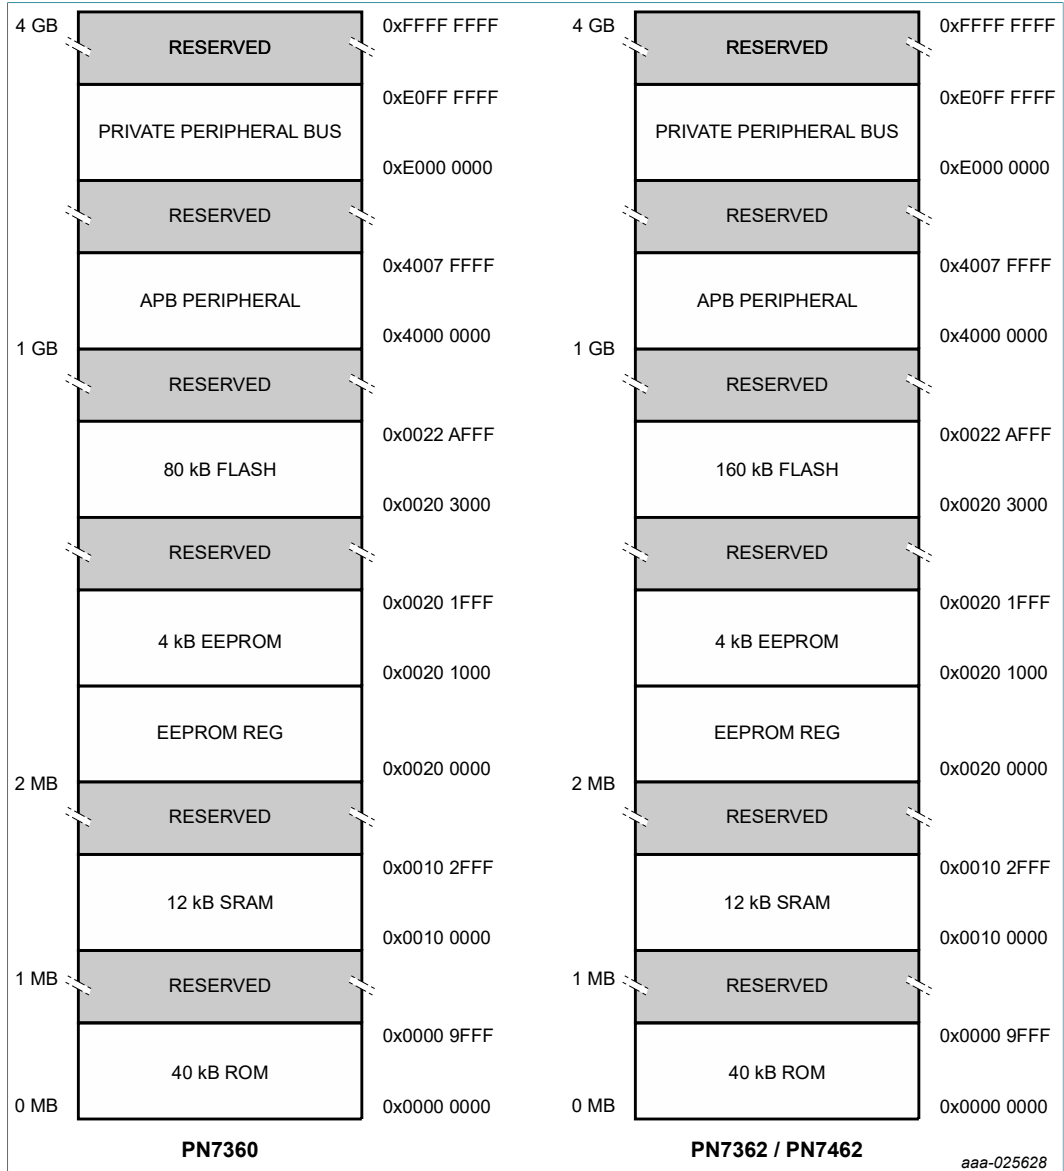 4 GB
RESERVED
0xFFFF FFFF
0xE0FF FFFF
PRIVATE PERIPHERAL BUS
0xE000 0000
RESERVED
0x4007 FFFF
APB PERIPHERAL
0x4000 0000
1 GB
RESERVED
0x0022 AFFF
80 kB FLASH
0x0020 3000
RESERVED
0x0020 1FFF
4 kB EEPROM
0x0020 1000
EEPROM REG
0x0020 0000
2 MB
RESERVED
0x0010 2FFF
12 kB SRAM
0x0010 0000
1 MB
RESERVED
0x0000 9FFF
40 kB ROM
0 MB
0x0000 0000
PN7360
4 GB
RESERVED
0xFFFF FFFF
0xE0FF FFFF
PRIVATE PERIPHERAL BUS
0xE000 0000
RESERVED
0x4007 FFFF
APB PERIPHERAL
0x4000 0000
1 GB
RESERVED
0x0022 AFFF
160 kB FLASH
0x0020 3000
RESERVED
0x0020 1FFF
4 kB EEPROM
0x0020 1000
EEPROM REG
0x0020 0000
2 MB
RESERVED
0x0010 2FFF
12 kB SRAM
0x0010 0000
1 MB
RESERVED
0x0000 9FFF
40 kB ROM
0 MB
0x0000 0000
PN7362 / PN7462
aaa-025628